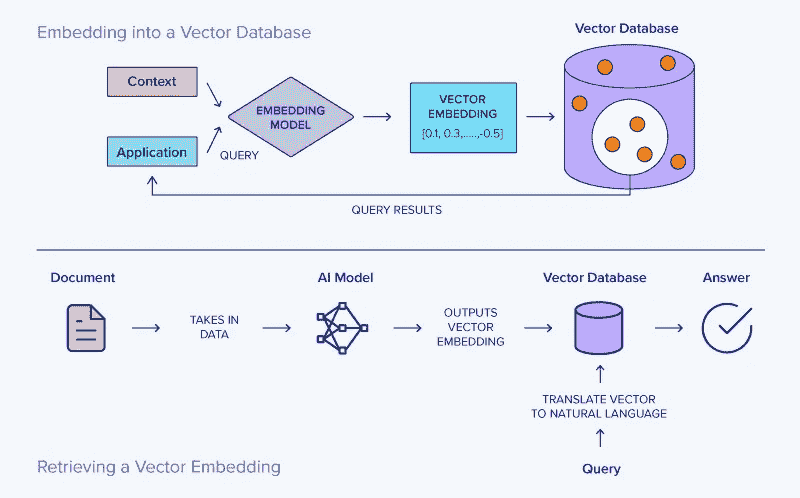 Embedding into a Vector Database
Vector Database
Context
EMBEDDING
MODEL
VECTOR
EMBEDDING
[0.1, 0.3,.....,-0.5]
Application
QUERY
QUERY RESULTS
Document
AI Model
Vector Database
Answer
TAKES IN
DATA
OUTPUTS
VECTOR
EMBEDDING
TRANSLATE VECTOR
TO NATURAL LANGUAGE
Query
Retrieving a Vector Embedding